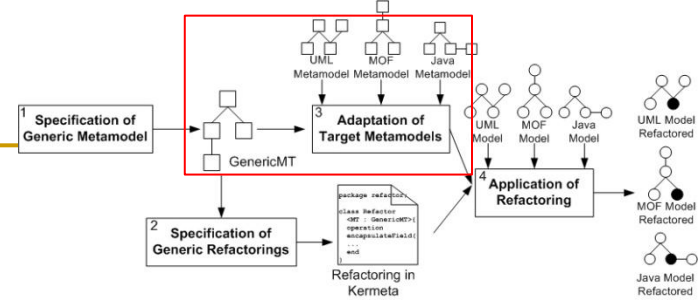 1
Specification of
Generic Metamodel
GenericMT
UML
Metamodel
MOF
Metamodel
Java
Metamodel
3
Adaptation of
Target Metamodels
2
Specification of
Generic Refactorings
package refactor;
class Refactor
<MT : GenericMT>{
operation
encapsulateField(
...
end
}
Refactoring in
Kermeta
UML
Model
MOF
Model
Java
Model
4
Application of
Refactoring
UML Model
Refactored
MOF Model
Refactored
Java Model
Refactored